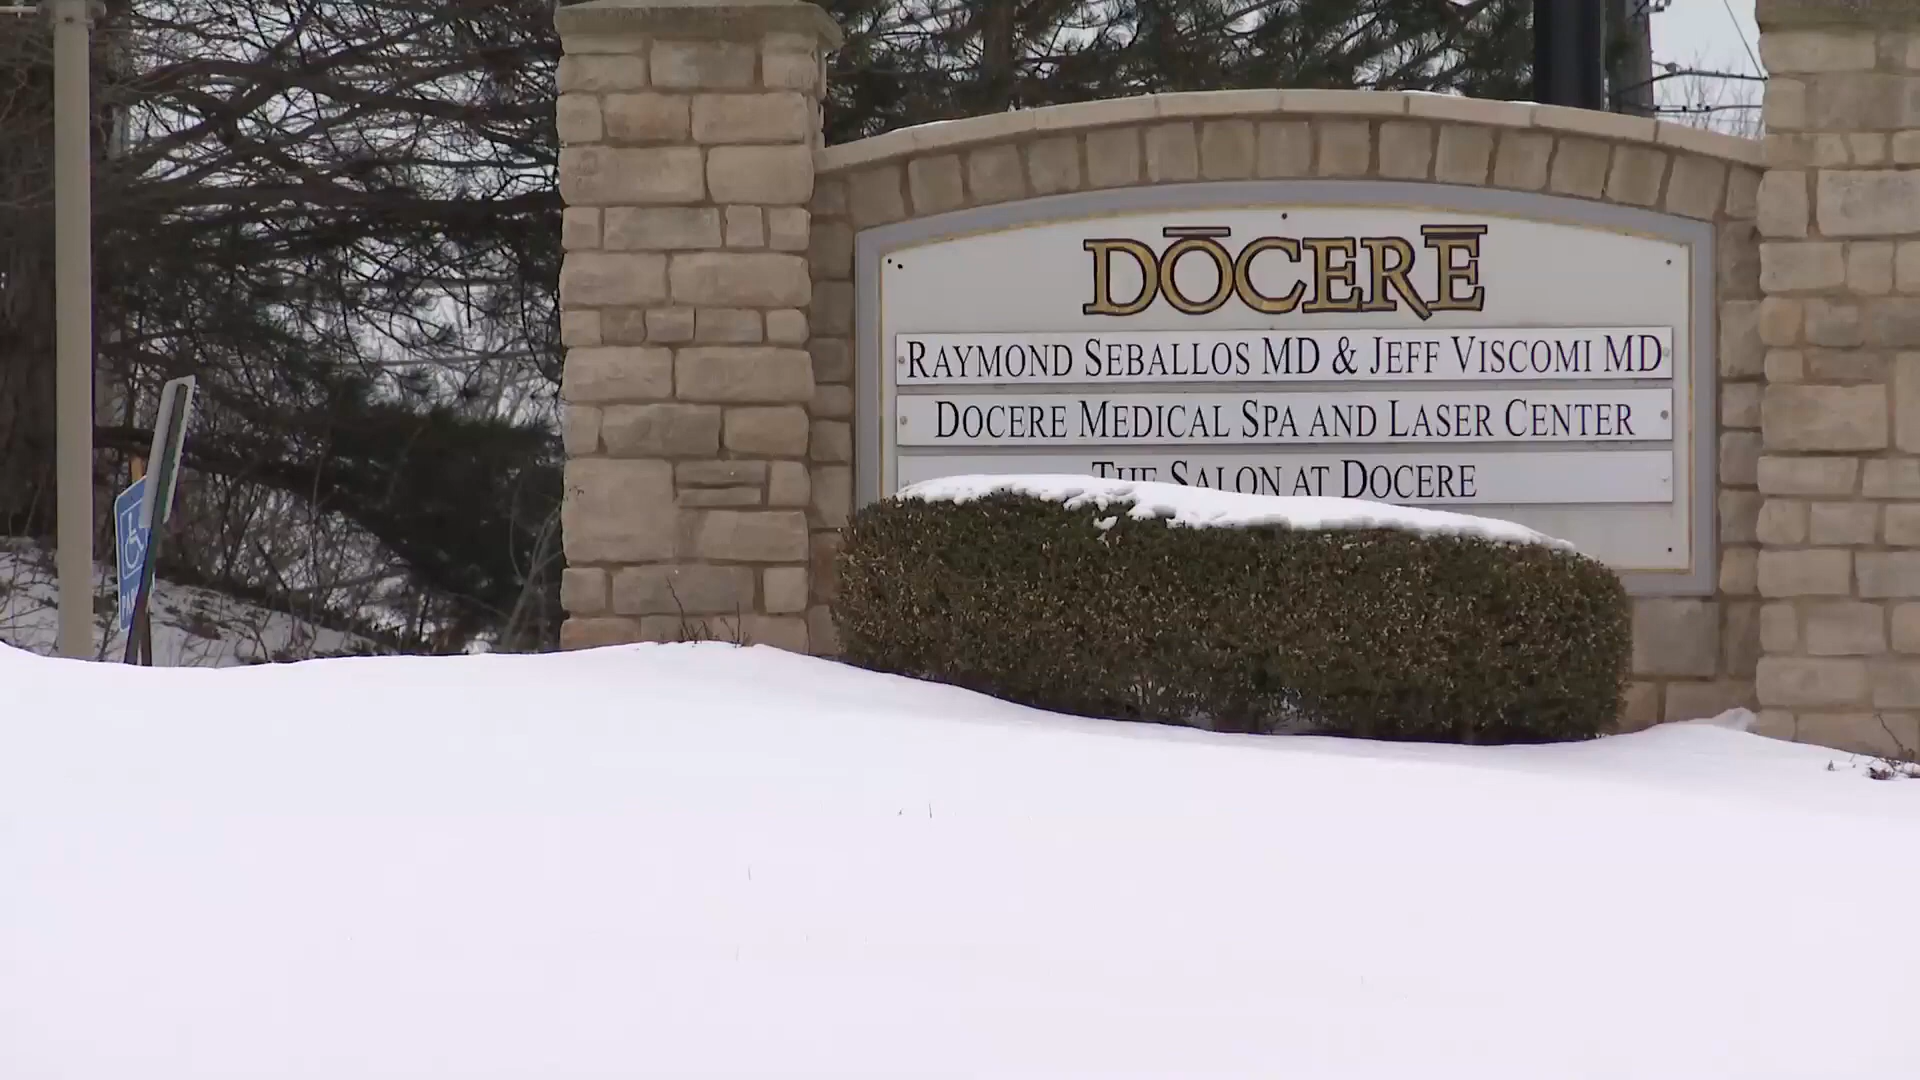 DŌCERĒ
RAYMOND SEBALLOS MD & JEFF VISCOMI MD
DOCERE MEDICAL SPA AND LASER CENTER
THE SALON AT DOCERE